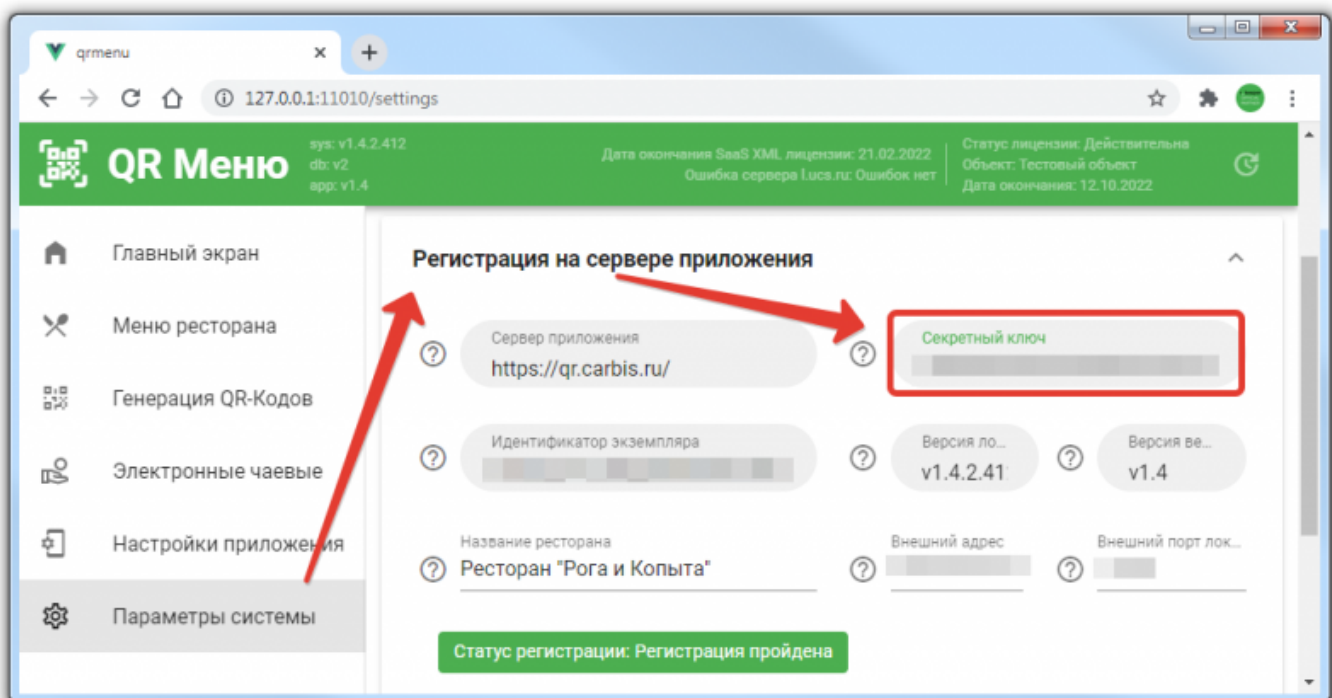 qrmenu
127.0.0.1:11010/settings
QR Меню
sys: v1.4.2.412
db: v2
app: v1.4
Дата окончания SaaS XML лицензии: 21.02.2022
Ошибка сервера l.ucs.ru: Ошибок нет
Статус лицензии: Действительна
Объект: Тестовый объект
Дата окончания: 12.10.2022
Главный экран
Меню ресторана
Генерация QR-Кодов
Электронные чаевые
Настройки приложения
Параметры системы
Регистрация на сервере приложения
Сервер приложения
https://qr.carbis.ru/
Секретный ключ
Идентификатор экземпляра
Версия ло...
v1.4.2.41
Версия ве...
v1.4
Название ресторана
Ресторан "Рога и Копыта"
Внешний адрес
Внешний порт лок...
Статус регистрации: Регистрация пройдена